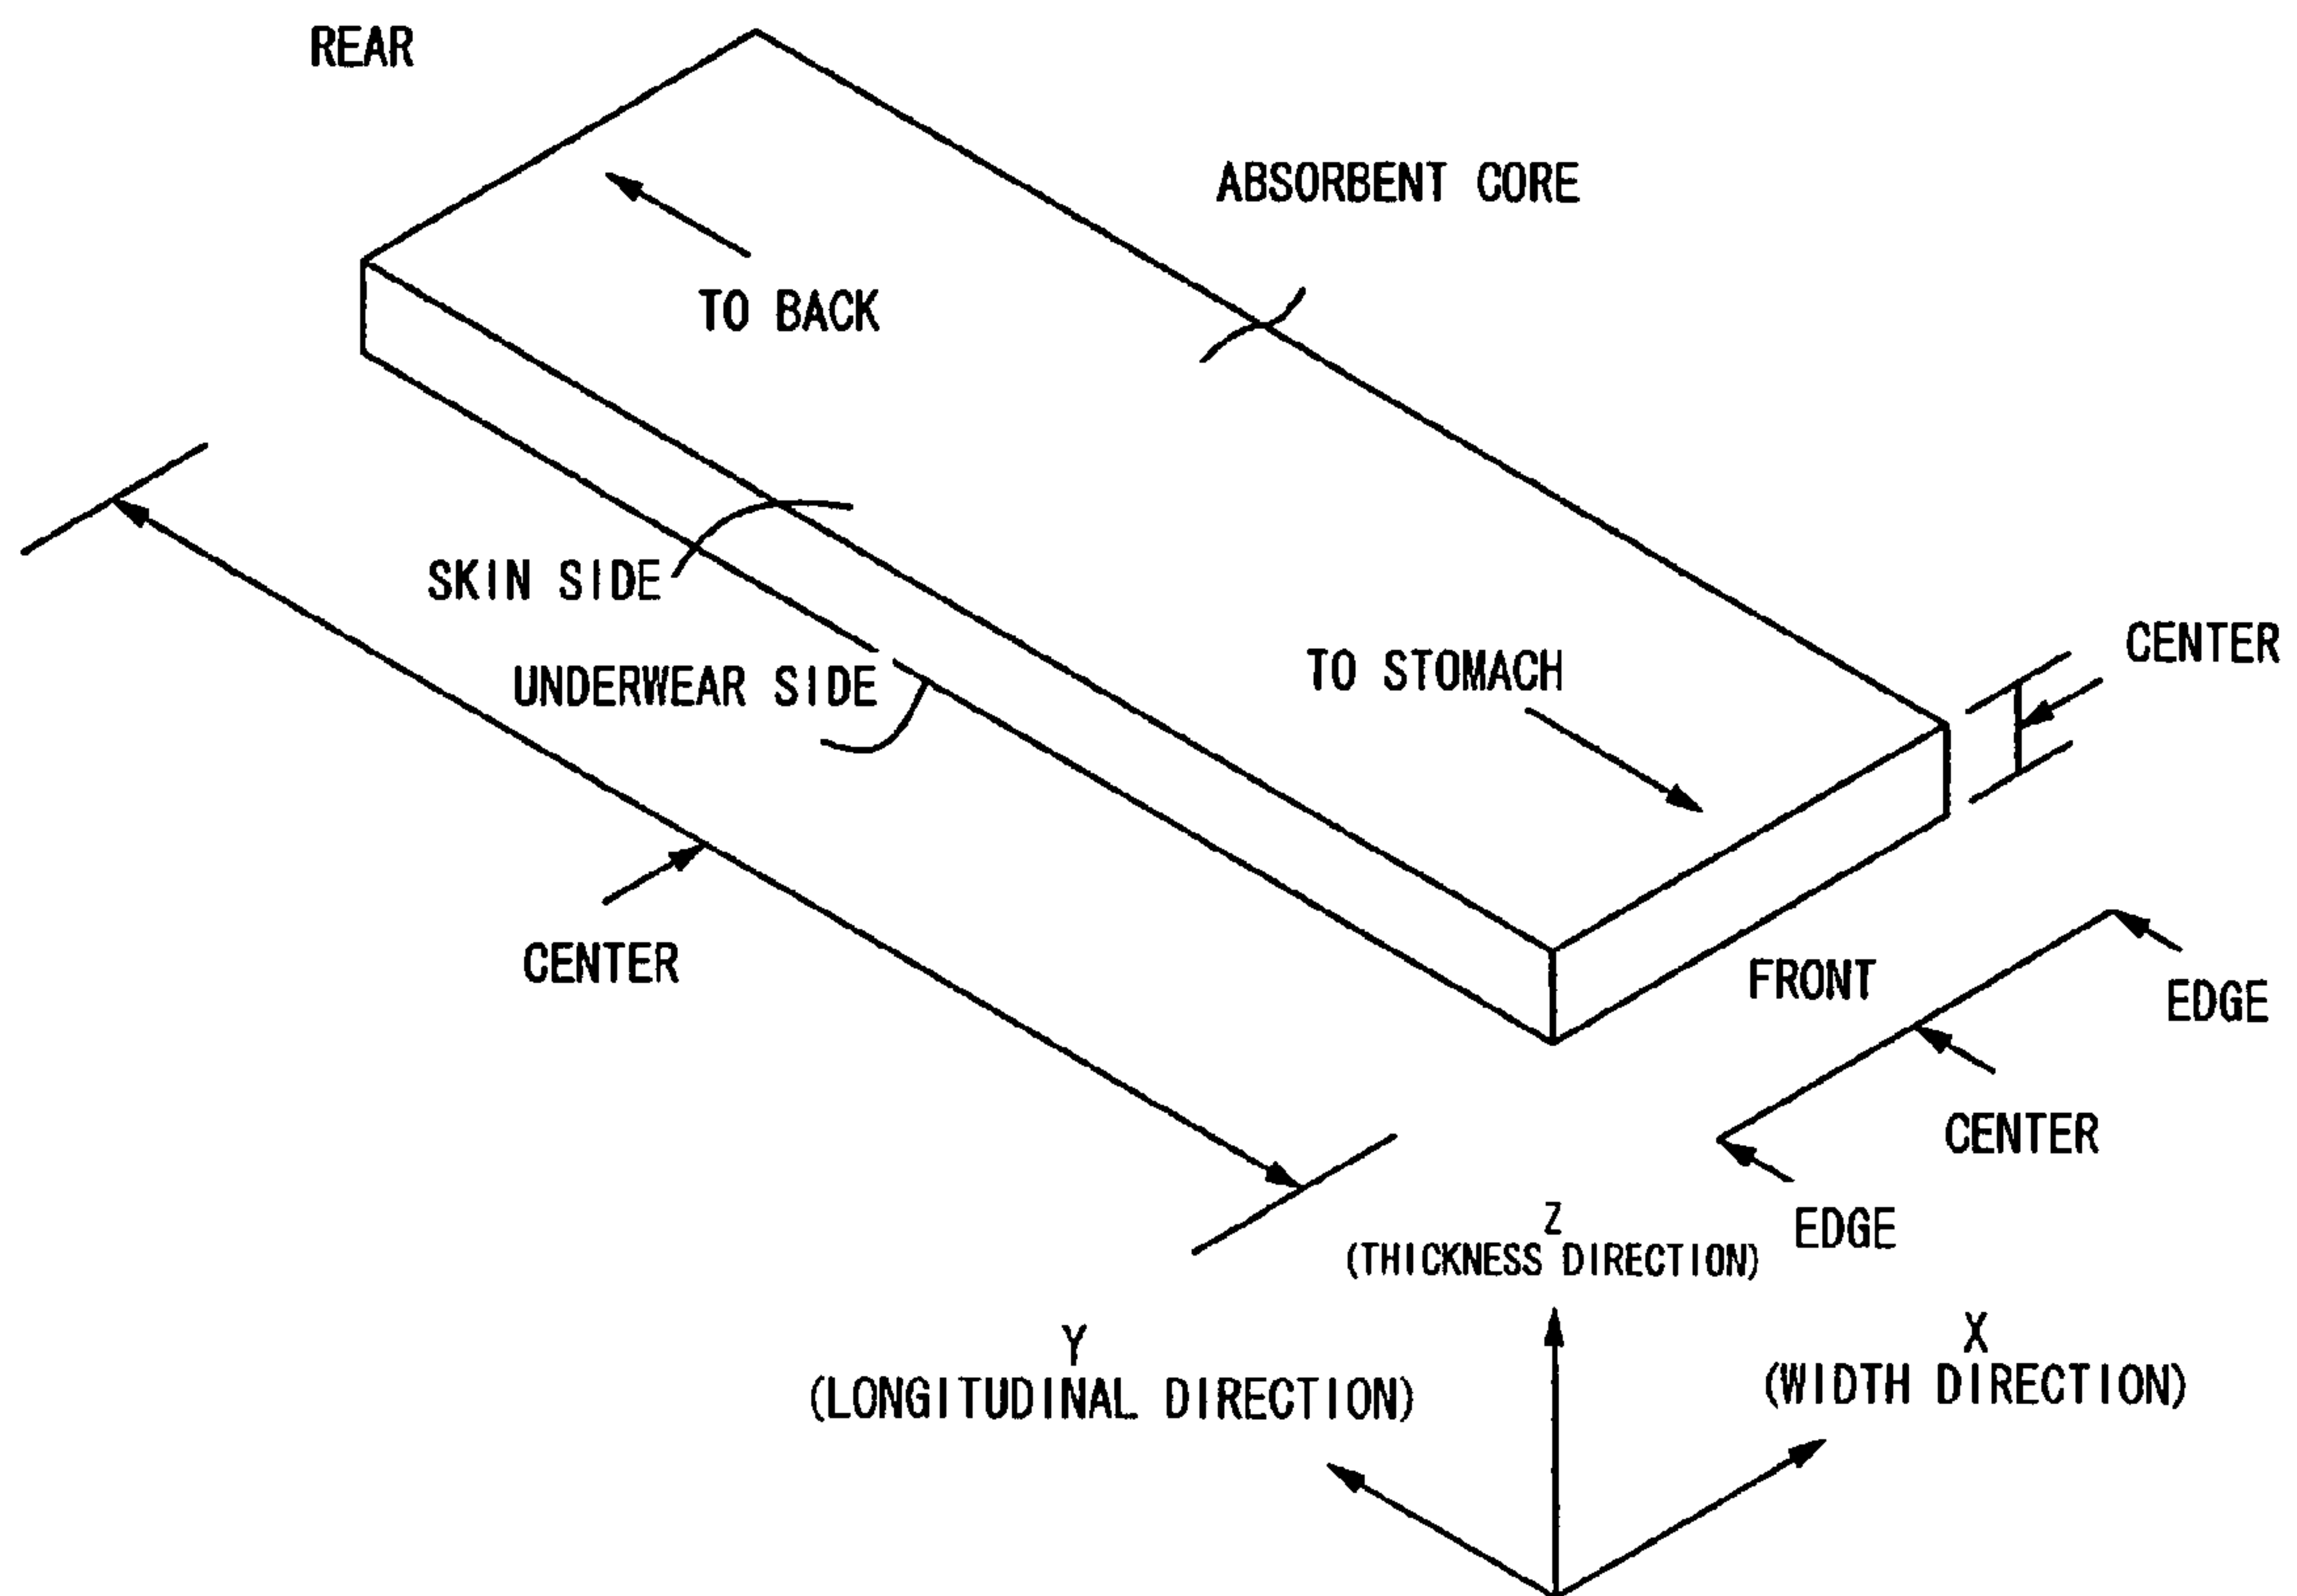 REAR
ABSORBENT CORE
TO BACK
SKIN SIDE
UNDERWEAR SIDE
TO STOMACH
CENTER
CENTER
FRONT
EDGE
CENTER
EDGE
Z
(THICKNESS DIRECTION)
Y
(LONGITUDINAL DIRECTION)
X
(WIDTH DIRECTION)